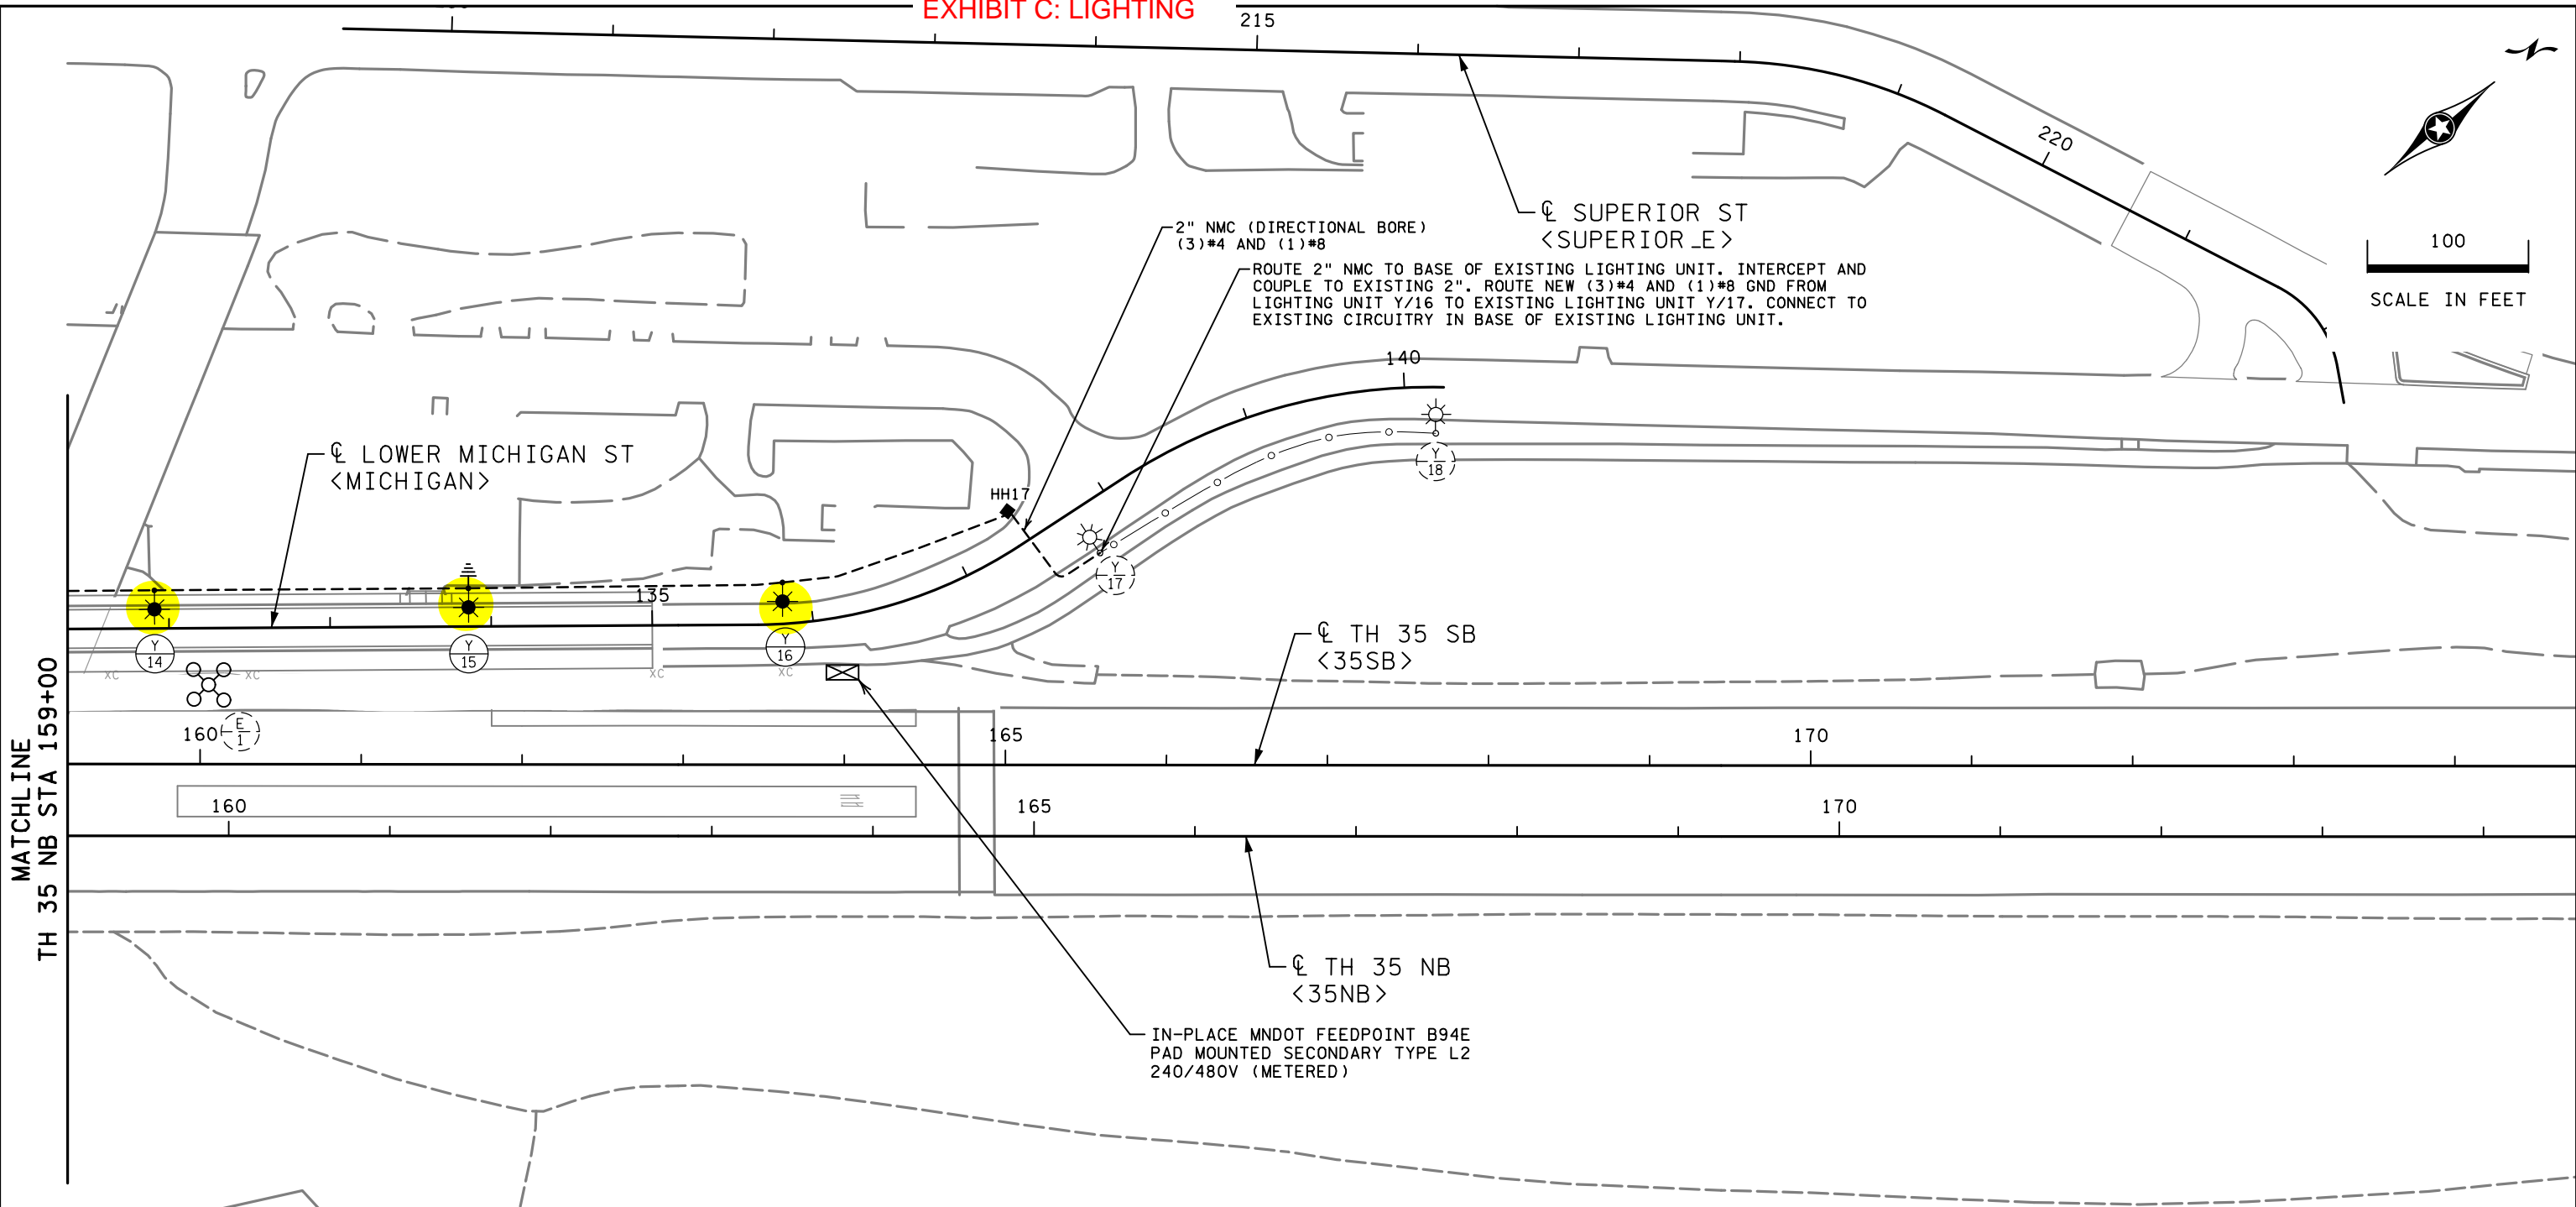 EXHIBIT C: LIGHTING
215
220
℄ SUPERIOR ST
<SUPERIOR_E>
100
SCALE IN FEET
2" NMC (DIRECTIONAL BORE)
(3)#4 AND (1)#8
ROUTE 2" NMC TO BASE OF EXISTING LIGHTING UNIT. INTERCEPT AND
COUPLE TO EXISTING 2". ROUTE NEW (3)#4 AND (1)#8 GND FROM
LIGHTING UNIT Y/16 TO EXISTING LIGHTING UNIT Y/17. CONNECT TO
EXISTING CIRCUITRY IN BASE OF EXISTING LIGHTING UNIT.
140
℄ LOWER MICHIGAN ST
<MICHIGAN>
Y
18
HH17
Y
17
135
Y
14
Y
15
Y
16
XC
XC
XC
XC
℄ TH 35 SB
<35SB>
E
1
160
165
170
160
165
170
MATCHLINE
TH 35 NB STA 159+00
℄ TH 35 NB
<35NB>
IN-PLACE MNDOT FEEDPOINT B94E
PAD MOUNTED SECONDARY TYPE L2
240/480V (METERED)